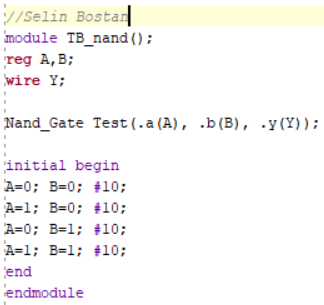 //Selin Bostan
module TB_nand();
reg A,B;
wire Y;
Nand_Gate Test(.a(A), .b(B), .y(Y));
initial begin
A=0; B=0; #10;
A=1; B=0; #10;
A=0; B=1; #10;
A=1; B=1; #10;
end
endmodule